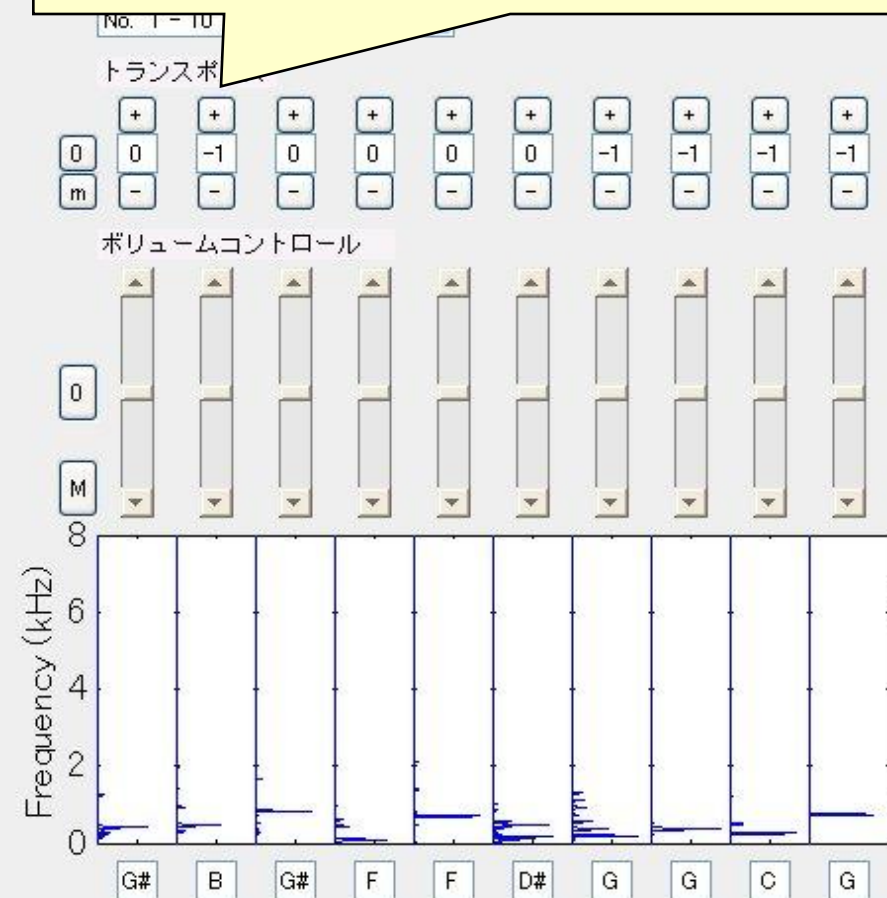 No. 1 - 10
トランスポ
+ + + + + + + + + +
0 0 -1 0 0 0 0 -1 -1 -1 -1
m - - - - - - - - - -
ボリュームコントロール
0
M
Frequency (kHz)
8
6
4
2
0
G# B G# F F D# G G C G